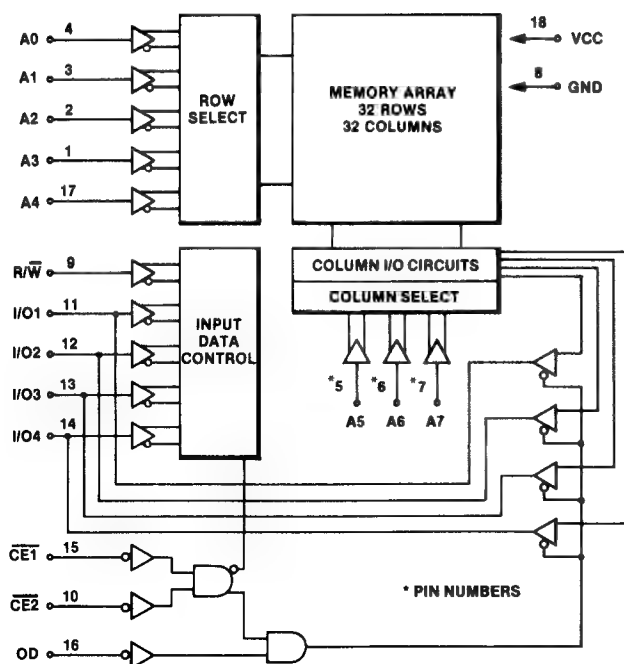 A0 4
A1 3
A2 2
A3 1
A4 17
ROW
SELECT
MEMORY ARRAY
32 ROWS
32 COLUMNS
18 VCC
8 GND
R/W̅ 9
I/O1 11
I/O2 12
I/O3 13
I/O4 14
INPUT
DATA
CONTROL
COLUMN I/O CIRCUITS
COLUMN SELECT
*5 *6 *7
A5 A6 A7
C̅E̅1̅ 15
C̅E̅2̅ 10
OD 16
* PIN NUMBERS